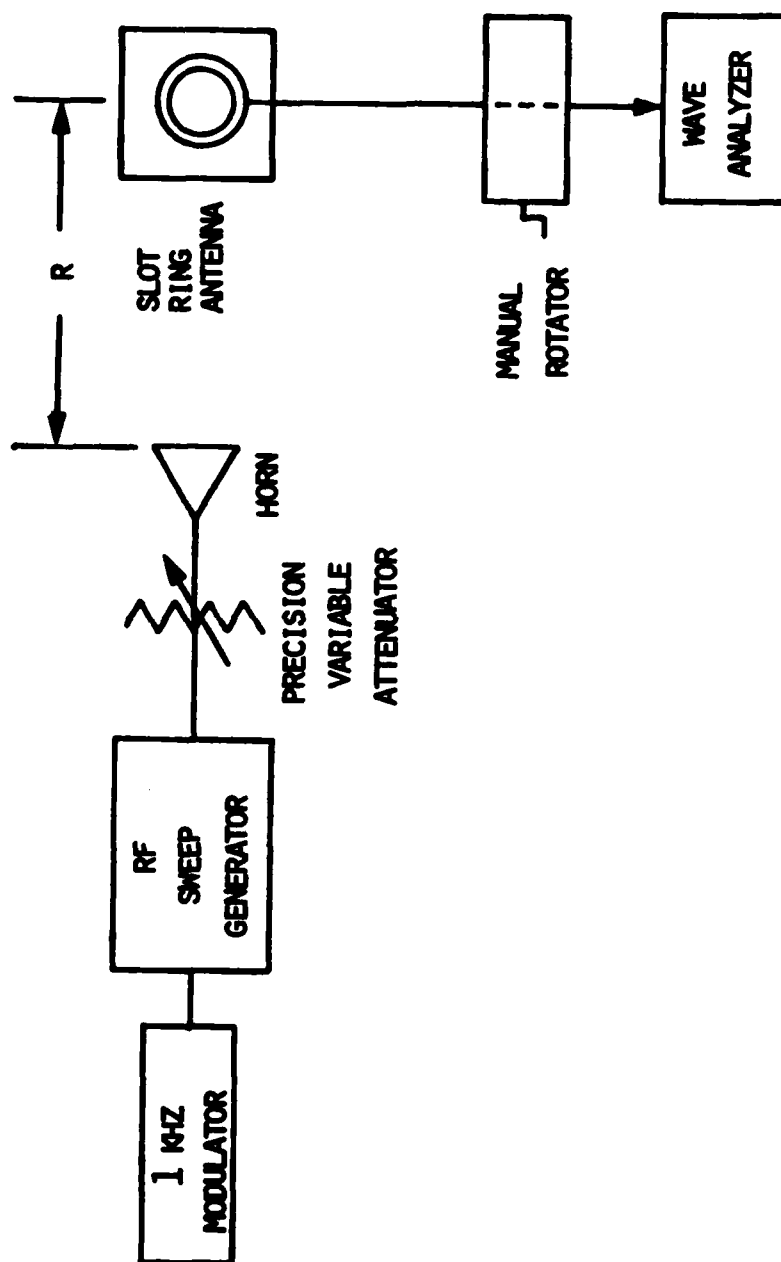 1 KHZ
MODULATOR
RF
SWEEP
GENERATOR
PRECISION
VARIABLE
ATTENUATOR
HORN
R
SLOT
RING
ANTENNA
MANUAL
ROTATOR
WAVE
ANALYZER